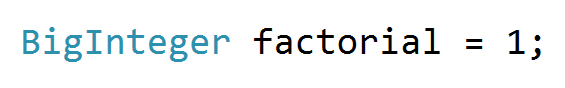 BigInteger factorial = 1;